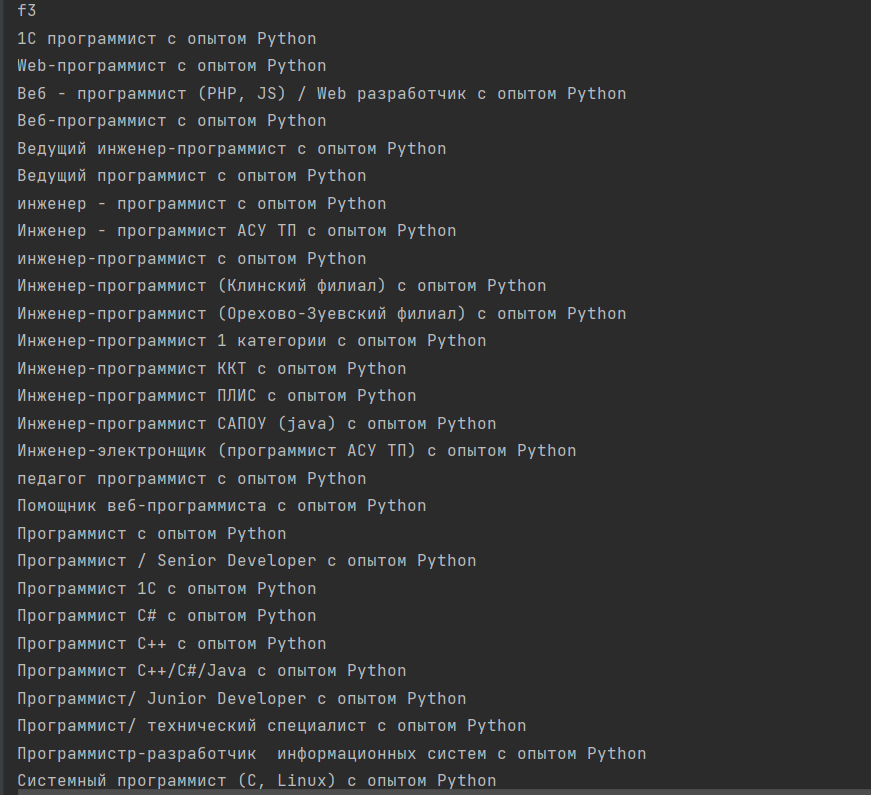 f3
1С программист с опытом Python
Web-программист с опытом Python
Веб - программист (PHP, JS) / Web разработчик с опытом Python
Веб-программист с опытом Python
Ведущий инженер-программист с опытом Python
Ведущий программист с опытом Python
инженер - программист с опытом Python
Инженер - программист АСУ ТП с опытом Python
инженер-программист с опытом Python
Инженер-программист (Клинский филиал) с опытом Python
Инженер-программист (Орехово-Зуевский филиал) с опытом Python
Инженер-программист 1 категории с опытом Python
Инженер-программист ККТ с опытом Python
Инженер-программист ПЛИС с опытом Python
Инженер-программист САПОУ (java) с опытом Python
Инженер-электронщик (программист АСУ ТП) с опытом Python
педагог программист с опытом Python
Помощник веб-программиста с опытом Python
Программист с опытом Python
Программист / Senior Developer с опытом Python
Программист 1С с опытом Python
Программист C# с опытом Python
Программист C++ с опытом Python
Программист C++/C#/Java с опытом Python
Программист/ Junior Developer с опытом Python
Программист/ технический специалист с опытом Python
Программистр-разработчик  информационных систем с опытом Python
Системный программист (C, Linux) с опытом Python